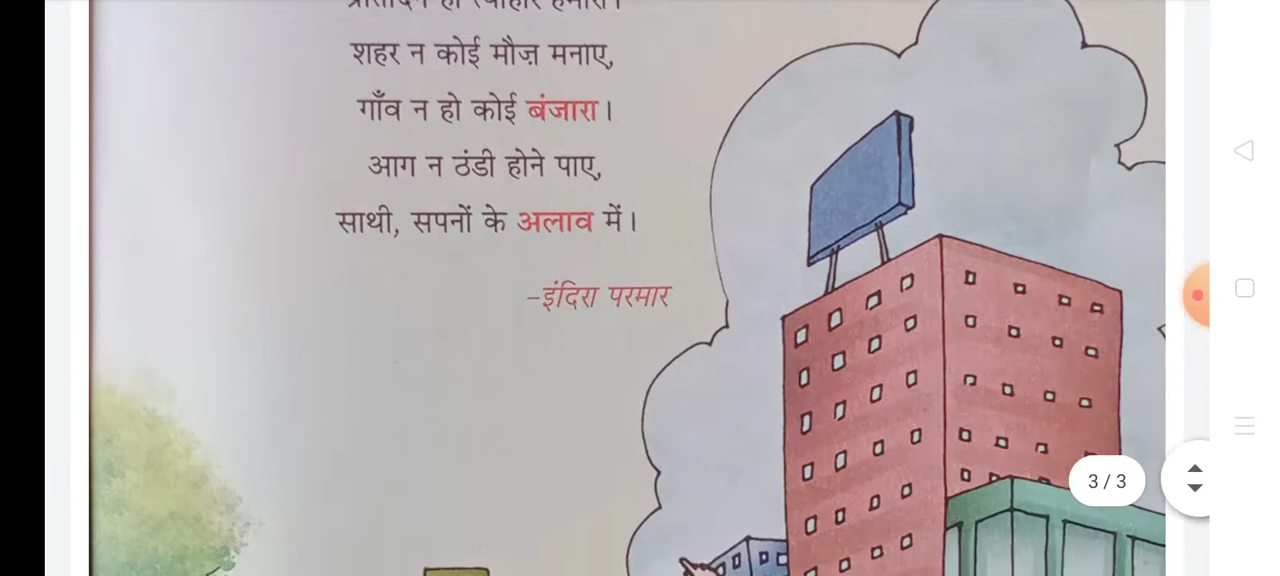 शहर न कोई मौज़ मनाए,
गाँव न हो कोई बंजारा।
आग न ठंडी होने पाए,
साथी, सपनों के अलाव में।
-इंदिरा परमार
3 / 3